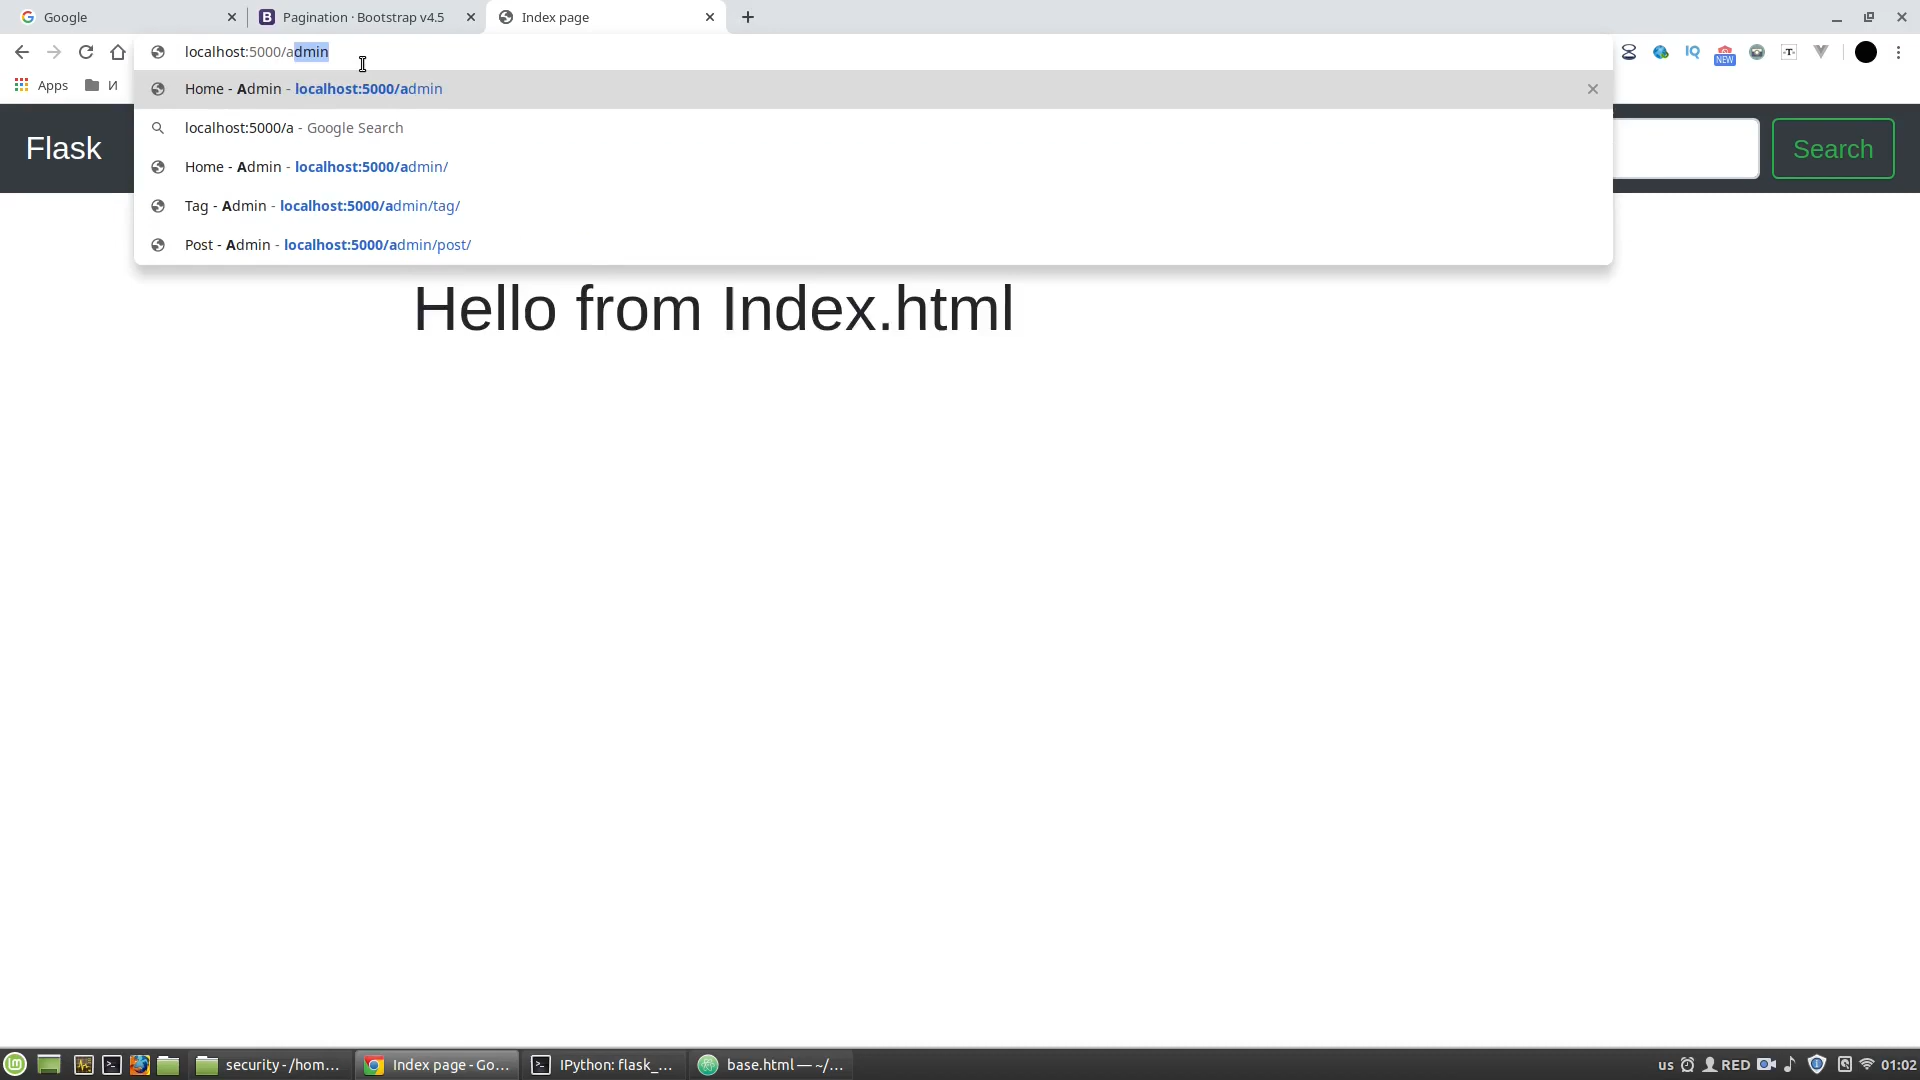 Google
Pagination · Bootstrap v4.5
Index page
localhost:5000/admin
IQ
NEW
-T-
Apps
И
Home - Admin - localhost:5000/admin
localhost:5000/a - Google Search
Home - Admin - localhost:5000/admin/
Tag - Admin - localhost:5000/admin/tag/
Post - Admin - localhost:5000/admin/post/
Flask
Search
Hello from Index.html
security - /hom...
Index page - Go...
IPython: flask_...
base.html — ~/...
us
RED
01:02